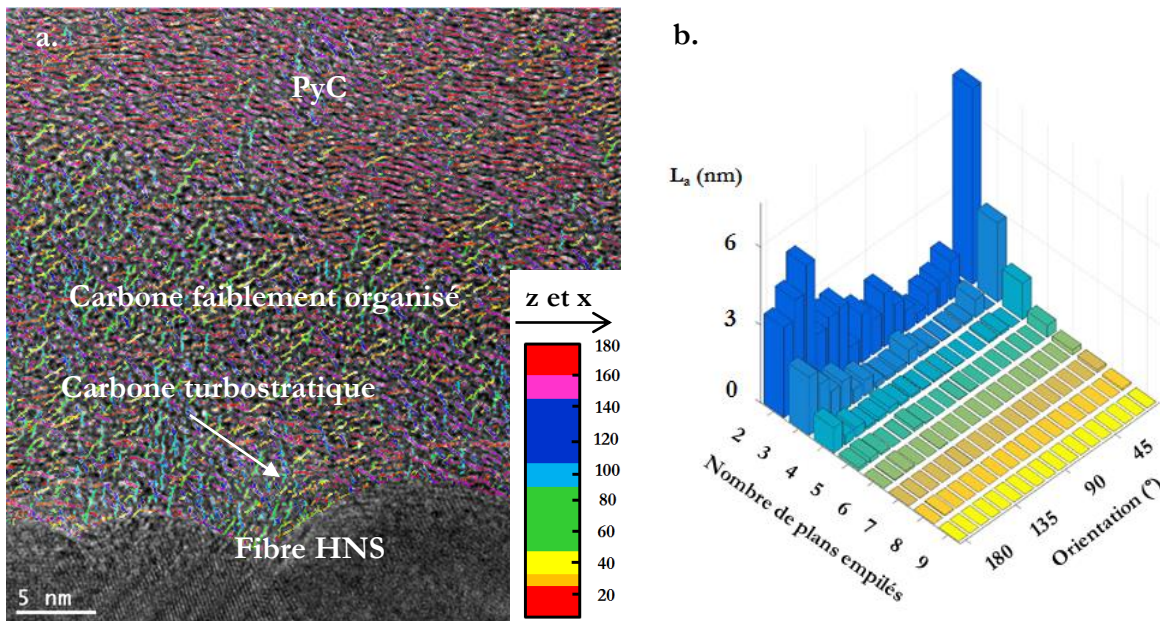 a.
PyC
Carbone faiblement organisé
Carbone turbostratique
Fibre HNS
5 nm
z et x
180
160
140
120
100
80
60
40
20
b.
Lₐ (nm)
6
3
0
2
3
4
5
6
7
8
9
Nombre de plans empilés
180
135
90
45
Orientation (°)